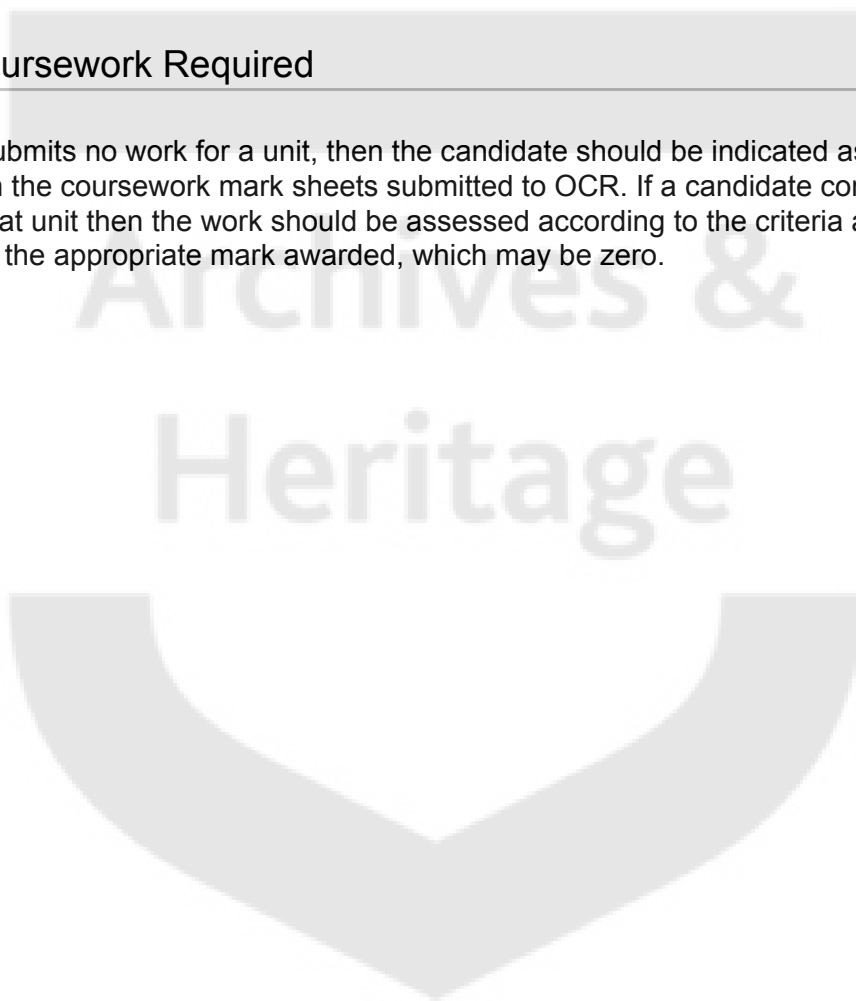 ursework Required
ubmits no work for a unit, then the candidate should be indicated as
the coursework mark sheets submitted to OCR. If a candidate
at unit then the work should be assessed according to the criteria
the appropriate mark awarded, which may be zero.
Archives &
Heritage